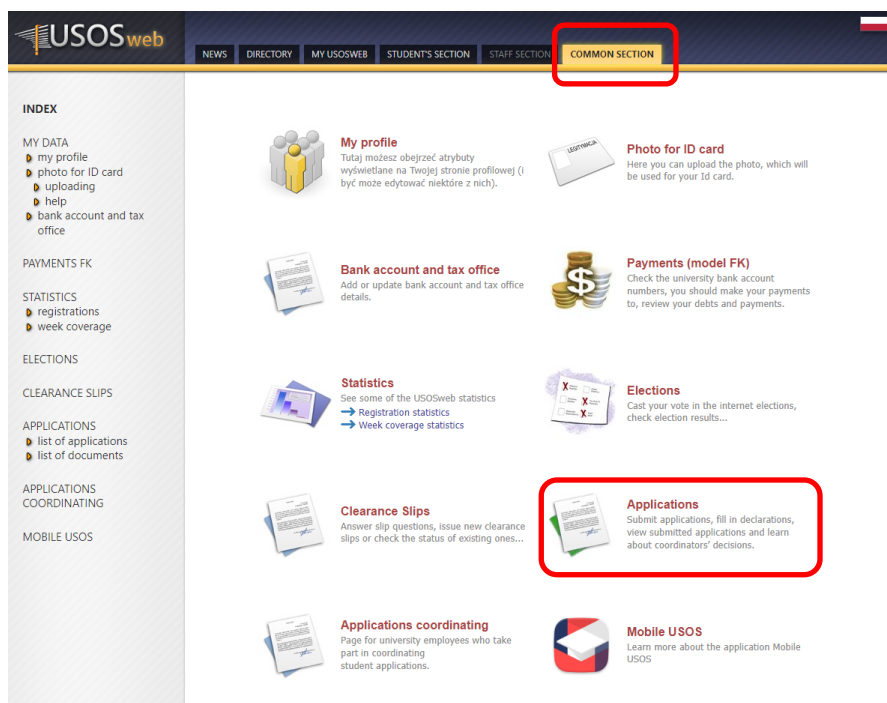 USOSweb
NEWS DIRECTORY MY USOSWEB STUDENT'S SECTION STAFF SECTION COMMON SECTION
INDEX
MY DATA
my profile
photo for ID card
uploading
help
bank account and tax
office
PAYMENTS FK
STATISTICS
registrations
week coverage
ELECTIONS
CLEARANCE SLIPS
APPLICATIONS
list of applications
list of documents
APPLICATIONS
COORDINATING
MOBILE USOS
My profile
Tutaj możesz obejrzeć atrybuty
wyświetlane na Twojej stronie profilowej (i
być może edytować niektóre z nich).
LEGITYMACJA
Photo for ID card
Here you can upload the photo, which will
be used for your Id card.
Bank account and tax office
Add or update bank account and tax office
details.
$
Payments (model FK)
Check the university bank account
numbers, you should make your payments
to, review your debts and payments.
Statistics
See some of the USOSweb statistics
Registration statistics
Week coverage statistics
Elections
Cast your vote in the internet elections,
check election results...
Clearance Slips
Answer slip questions, issue new clearance
slips or check the status of existing ones...
Applications
Submit applications, fill in declarations,
view submitted applications and learn
about coordinators' decisions.
Applications coordinating
Page for university employees who take
part in coordinating
student applications.
Mobile USOS
Learn more about the application Mobile
USOS